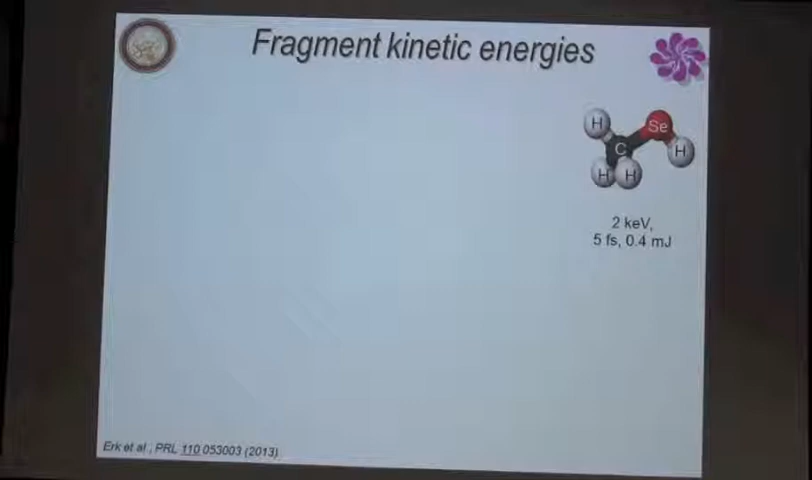 Fragment kinetic energies
H
Se
C
H
H
H
2 keV,
5 fs, 0.4 mJ
Erk et al., PRL 110 053003 (2013)